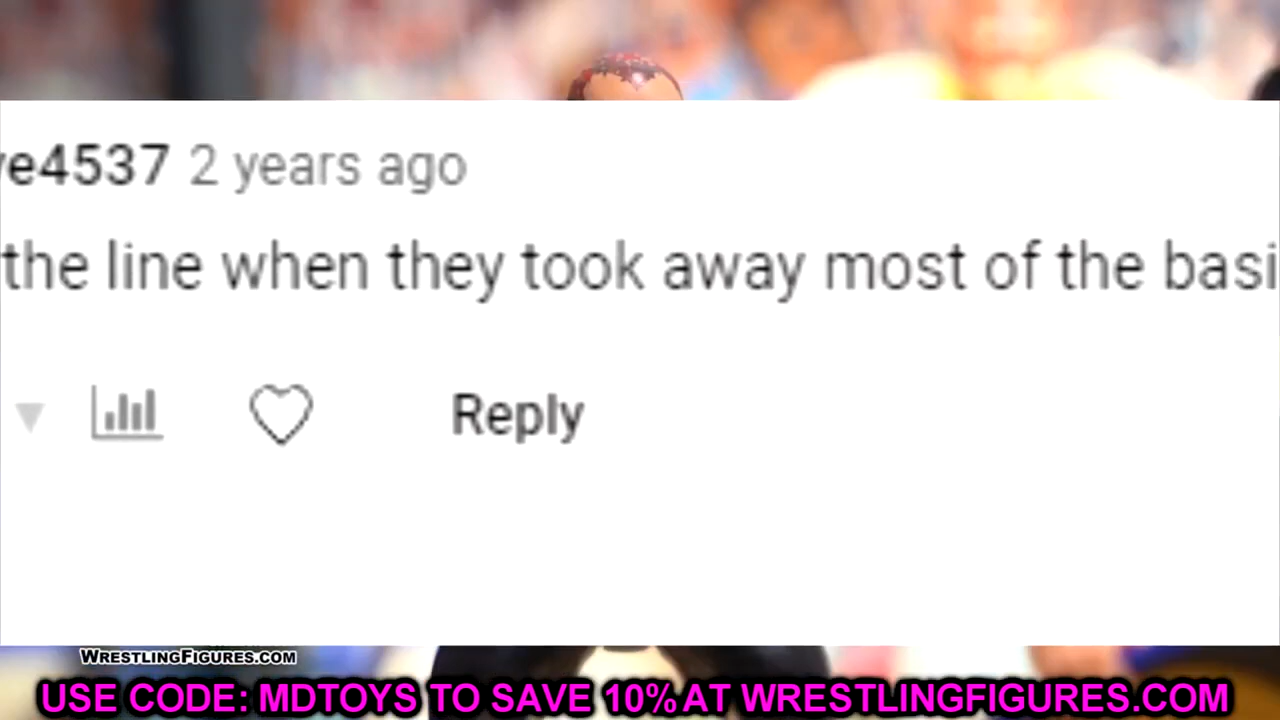 ve4537 2 years ago
the line when they took away most of the basi
Reply
WRESTLINGFIGURES.COM
USE CODE: MDTOYS TO SAVE 10% AT WRESTLINGFIGURES.COM